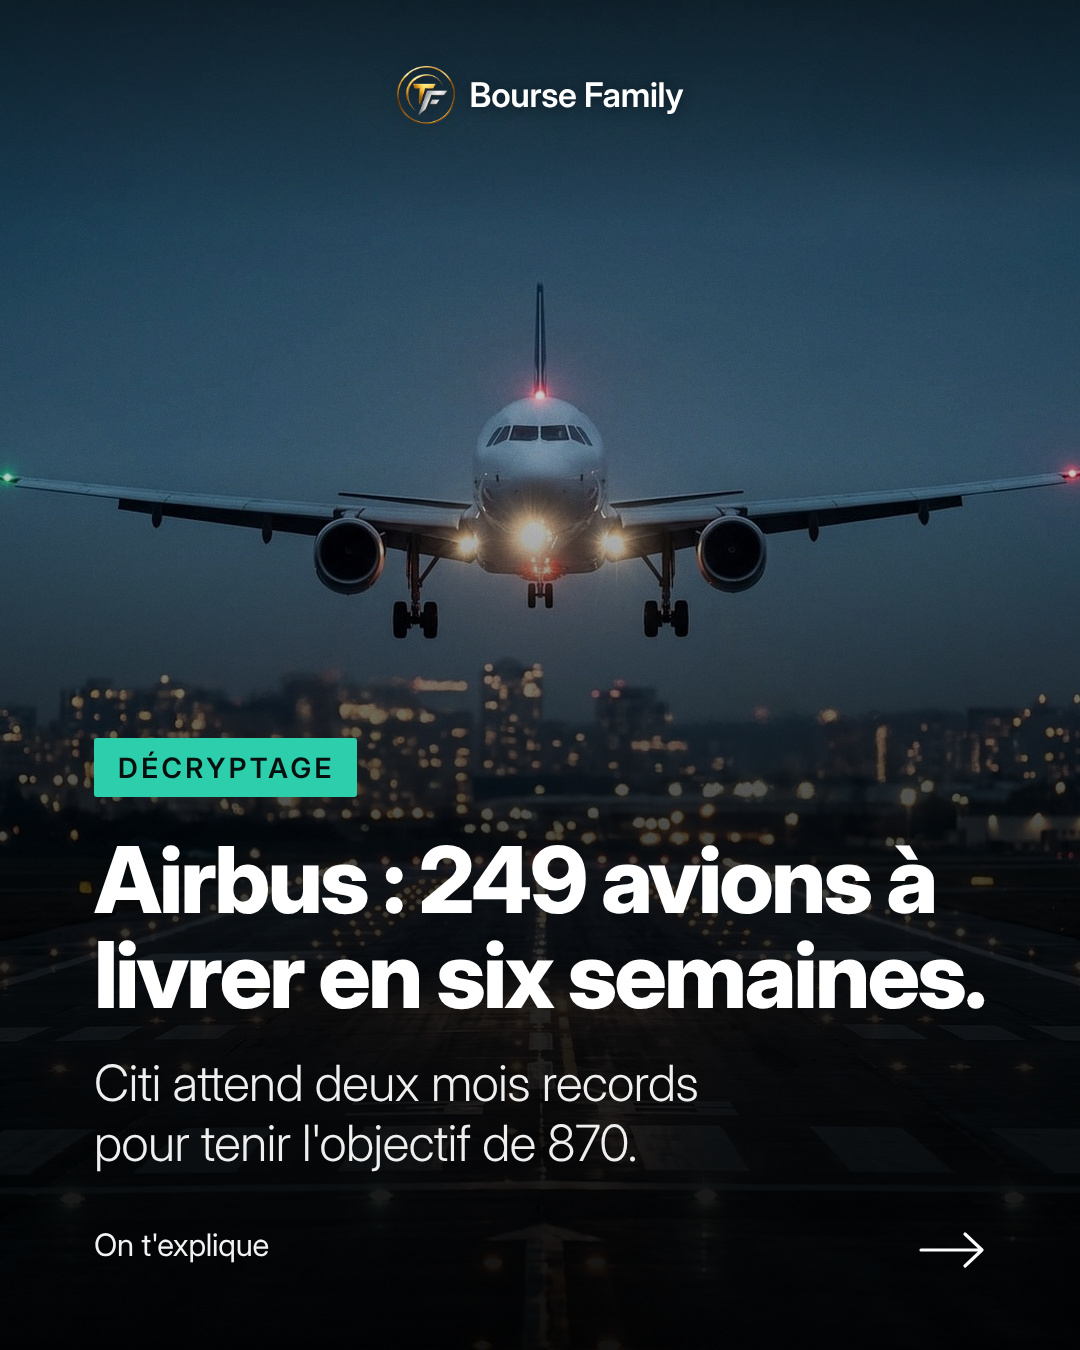 TF Bourse Family
DÉCRYPTAGE
Airbus : 249 avions à
livrer en six semaines.
Citi attend deux mois records
pour tenir l'objectif de 870.
On t'explique